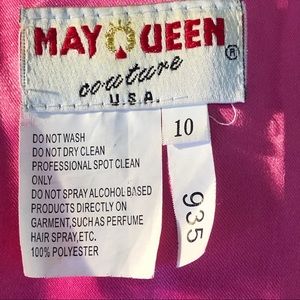 MAY QUEEN ®
couture
U.S.A.
DO NOT WASH
DO NOT DRY CLEAN
PROFESSIONAL SPOT CLEAN
ONLY
DO NOT SPRAY ALCOHOL BASED
PRODUCTS DIRECTLY ON
GARMENT,SUCH AS PERFUME
HAIR SPRAY,ETC.
100% POLYESTER
10
935